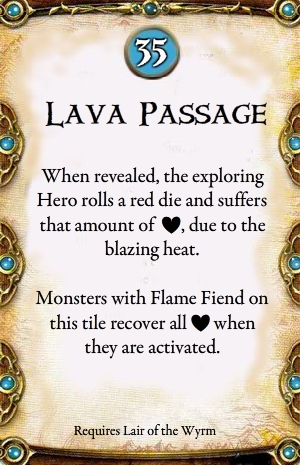 35
Lava Passage
When revealed, the exploring
Hero rolls a red die and suffers
that amount of ♥, due to the
blazing heat.
Monsters with Flame Fiend on
this tile recover all ♥ when
they are activated.
Requires Lair of the Wyrm